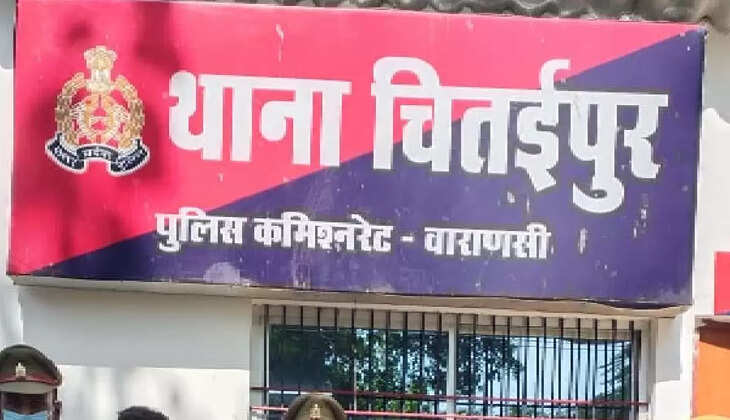 थाना चितईपुर
पुलिस कमिश्नरेट - वाराणसी